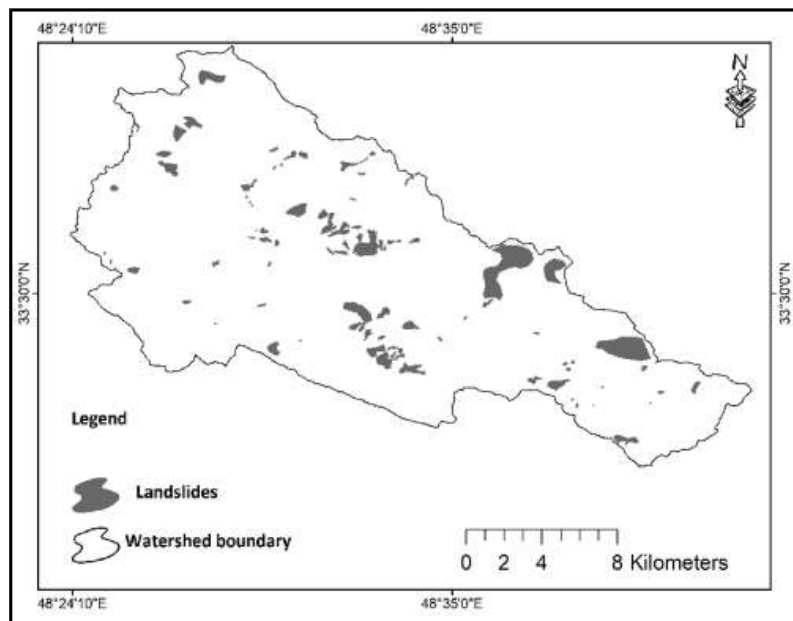 48°24'10"E 48°35'0"E
N
33°30'0"N 33°30'0"N
Legend
Landslides
Watershed boundary
0 2 4 8 Kilometers
48°24'10"E 48°35'0"E